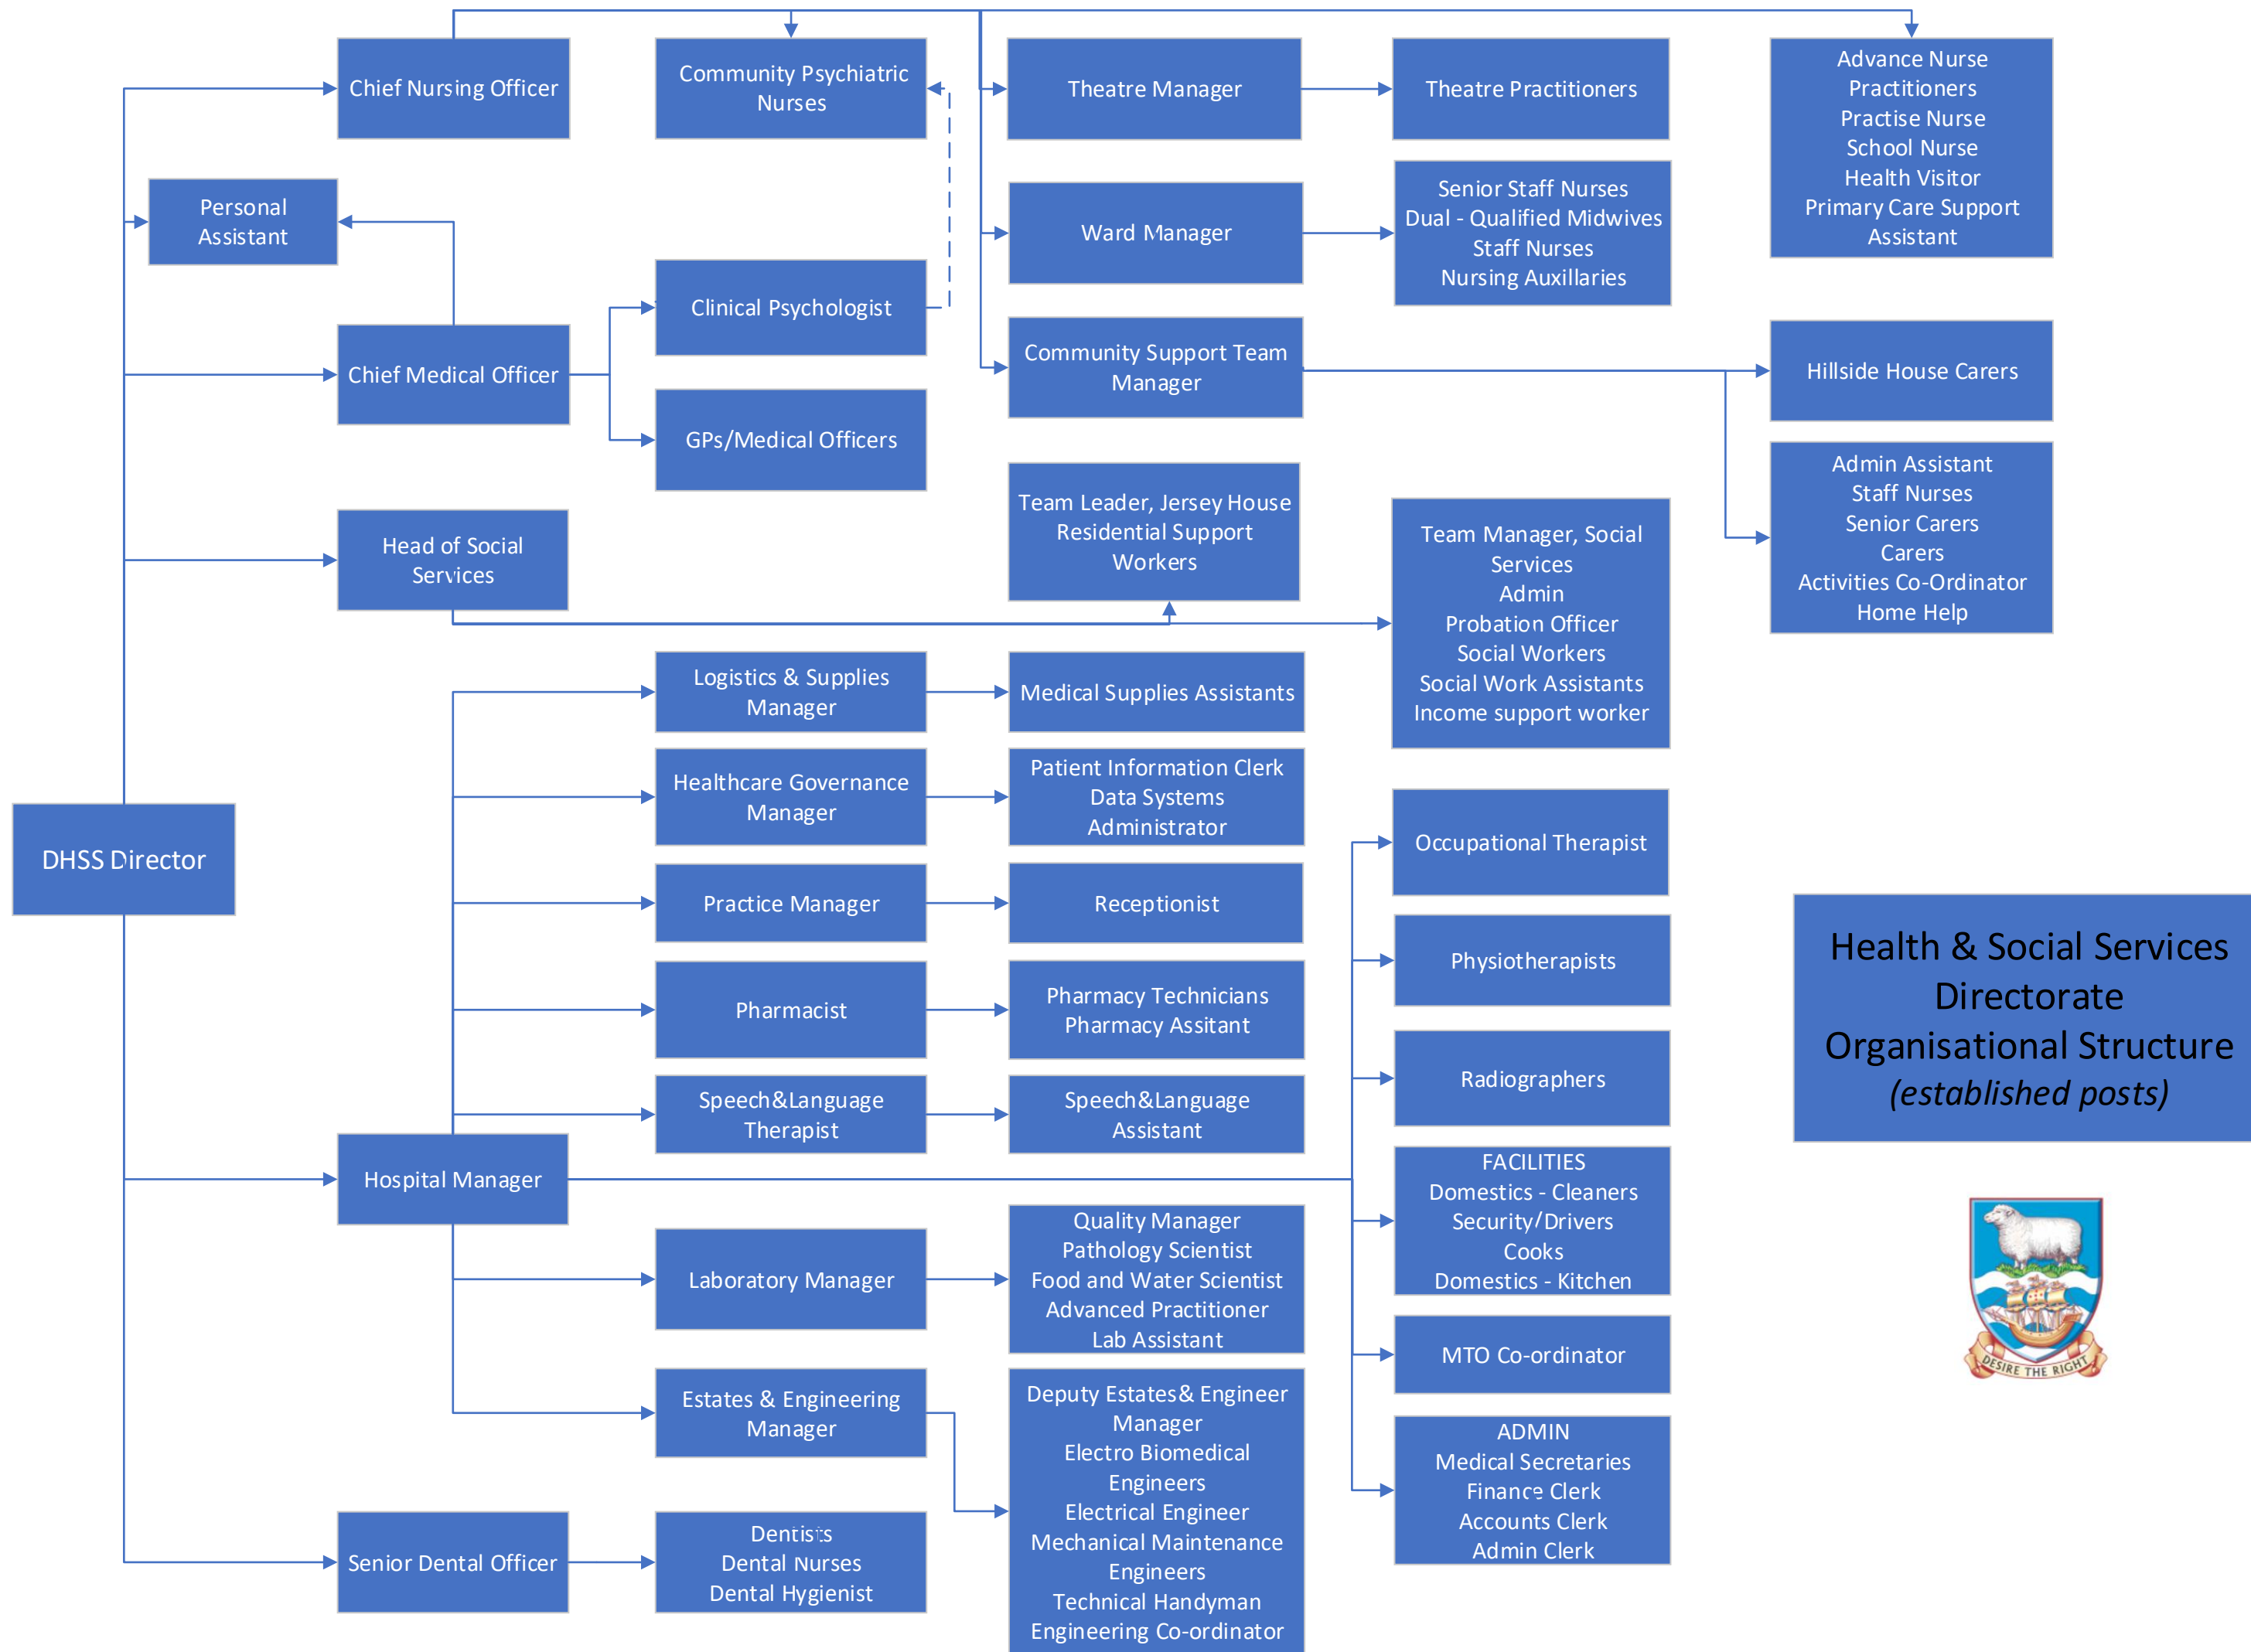 Chief Nursing Officer
Community Psychiatric
Nurses
Theatre Manager
Theatre Practitioners
Advance Nurse
Practitioners
Practise Nurse
School Nurse
Health Visitor
Primary Care Support
Assistant
Personal
Assistant
Ward Manager
Senior Staff Nurses
Dual - Qualified Midwives
Staff Nurses
Nursing Auxillaries
Clinical Psychologist
Chief Medical Officer
GPs/Medical Officers
Community Support Team
Manager
Hillside House Carers
Admin Assistant
Staff Nurses
Senior Carers
Carers
Activities Co-Ordinator
Home Help
Head of Social
Services
Team Leader, Jersey House
Residential Support
Workers
Team Manager, Social
Services
Admin
Probation Officer
Social Workers
Social Work Assistants
Income support worker
Logistics & Supplies
Manager
Medical Supplies Assistants
Healthcare Governance
Manager
Patient Information Clerk
Data Systems
Administrator
DHSS Director
Practice Manager
Receptionist
Occupational Therapist
Pharmacist
Pharmacy Technicians
Pharmacy Assitant
Physiotherapists
Speech&Language
Therapist
Speech&Language
Assistant
Radiographers
Health & Social Services
Directorate
Organisational Structure
(established posts)
Hospital Manager
FACILITIES
Domestics - Cleaners
Security/Drivers
Cooks
Domestics - Kitchen
Laboratory Manager
Quality Manager
Pathology Scientist
Food and Water Scientist
Advanced Practitioner
Lab Assistant
MTO Co-ordinator
DESIRE THE RIGHT
Estates & Engineering
Manager
Deputy Estates& Engineer
Manager
Electro Biomedical
Engineers
Electrical Engineer
Mechanical Maintenance
Engineers
Technical Handyman
Engineering Co-ordinator
ADMIN
Medical Secretaries
Finance Clerk
Accounts Clerk
Admin Clerk
Senior Dental Officer
Dentists
Dental Nurses
Dental Hygienist